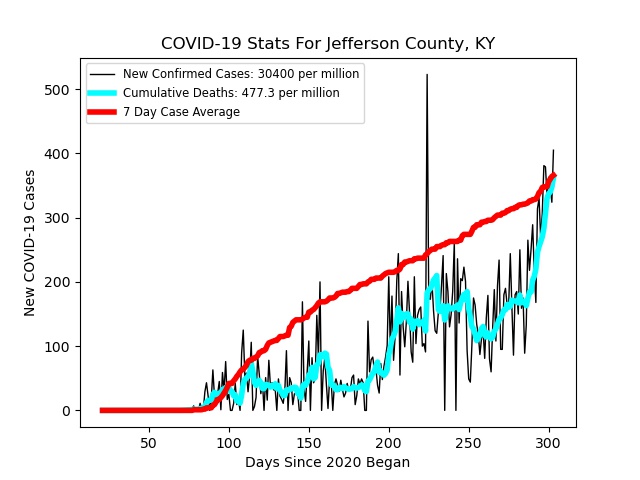 COVID-19 Stats For Jefferson County, KY
New Confirmed Cases: 30400 per million
Cumulative Deaths: 477.3 per million
7 Day Case Average
New COVID-19 Cases
500
400
300
200
100
0
50
100
150
200
250
300
Days Since 2020 Began